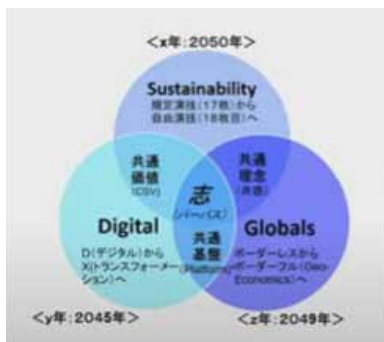 <x年:2050年>
Sustainability
規定演技(17枚)から
自由演技(18枚目)へ
共通
価値
(CSV)
共通
理念
(共感)
志
(パーパス)
Digital
Globals
共通
基盤
(Platform)
D(デジタル)から
X(トランスフォーメー
ション)へ
ボーダーレスから
ボーダーフル(Geo-
Economics)へ
<y年:2045年>
<z年:2049年>